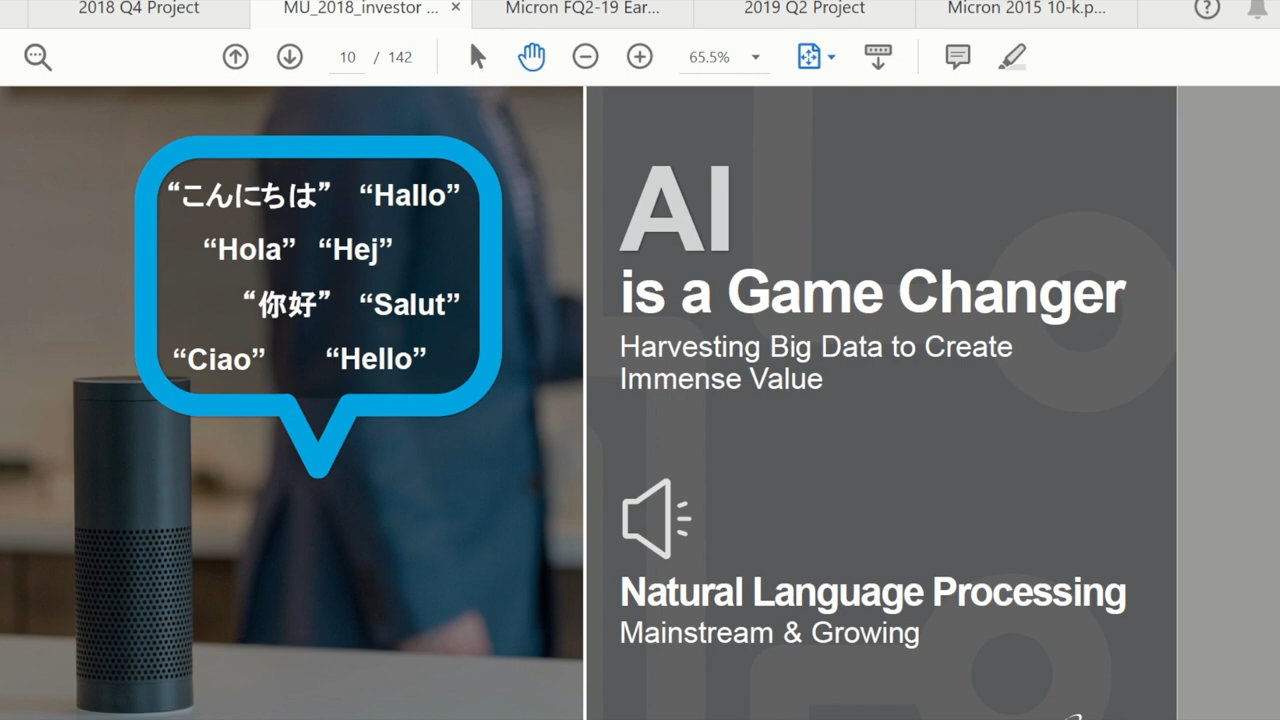 2018 Q4 Project
MU_2018_investor ...
Micron FQ2-19 Ear...
2019 Q2 Project
Micron 2015 10-k.p...
10 / 142
65.5%
“こんにちは” “Hallo”
“Hola” “Hej”
“你好” “Salut”
“Ciao” “Hello”
AI
is a Game Changer
Harvesting Big Data to Create
Immense Value
Natural Language Processing
Mainstream & Growing